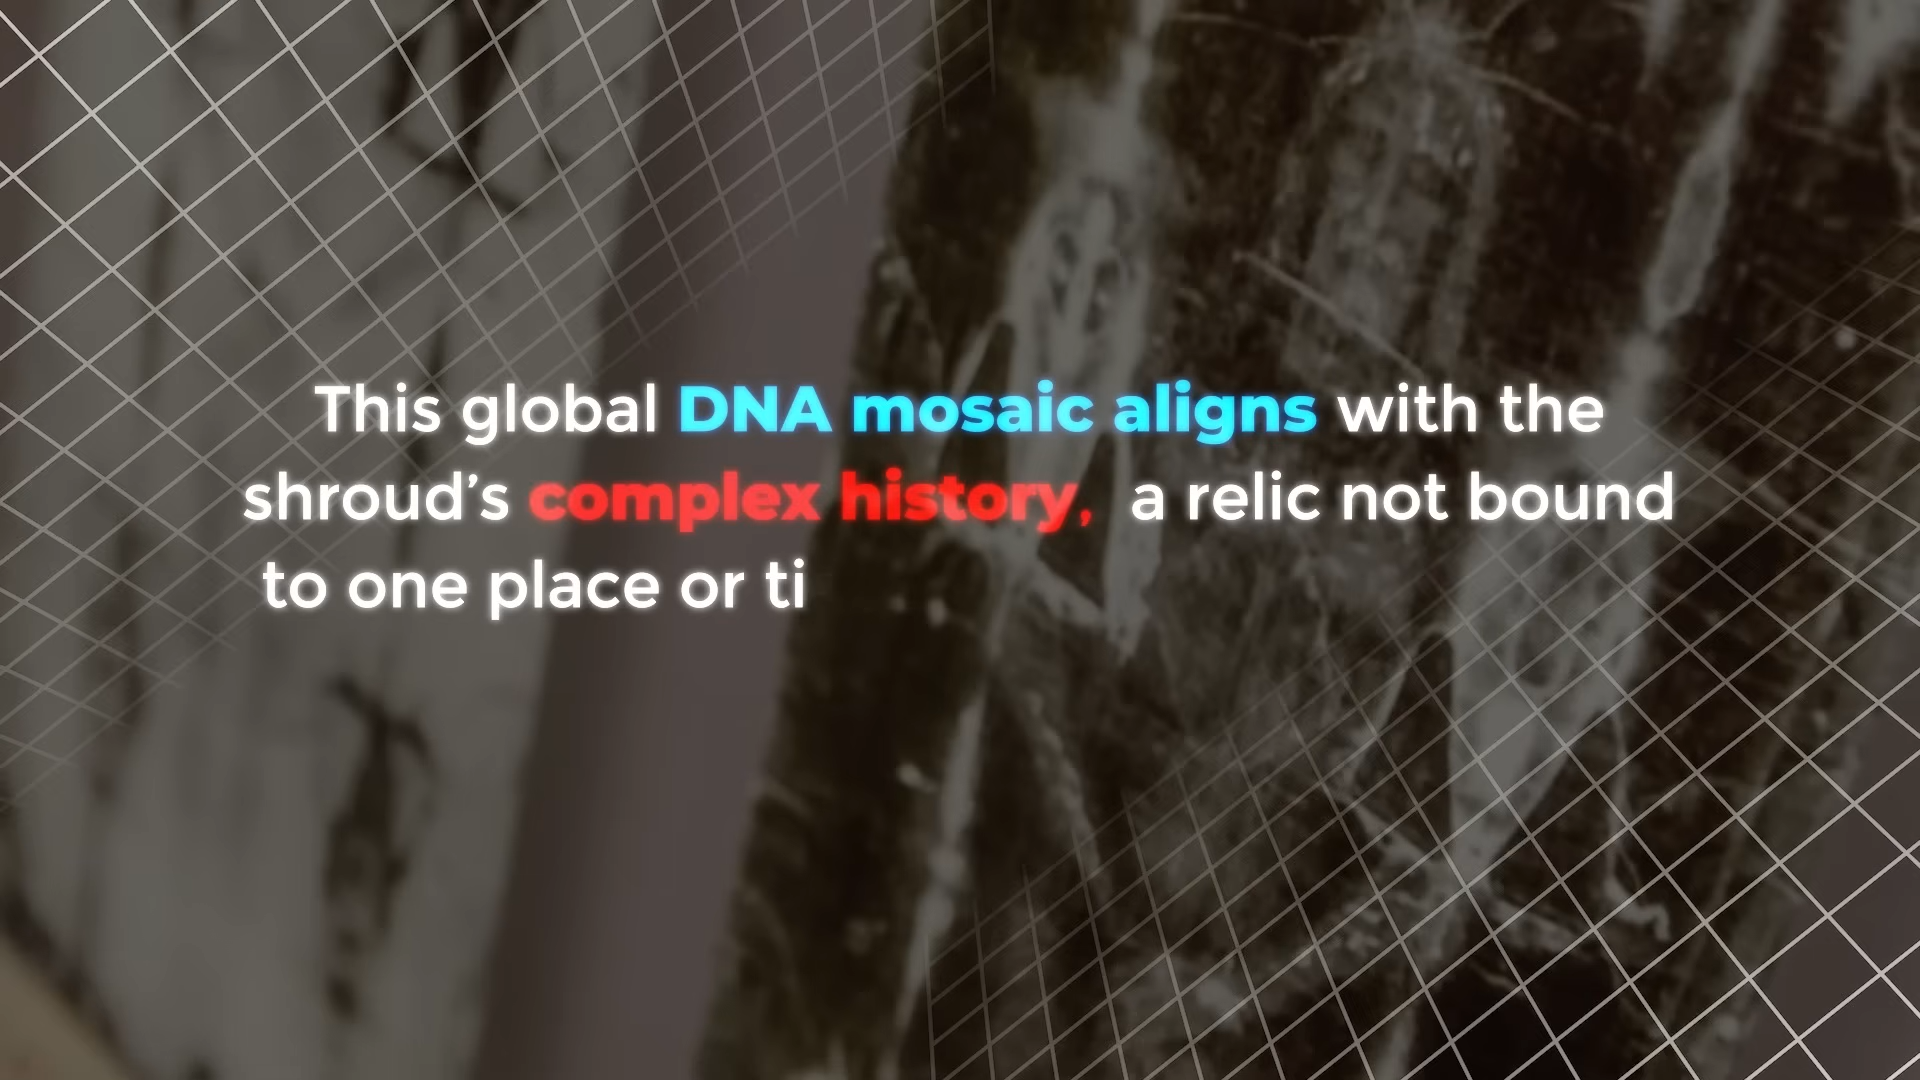 This global DNA mosaic aligns with the
shroud’s complex history, a relic not bound
to one place or ti